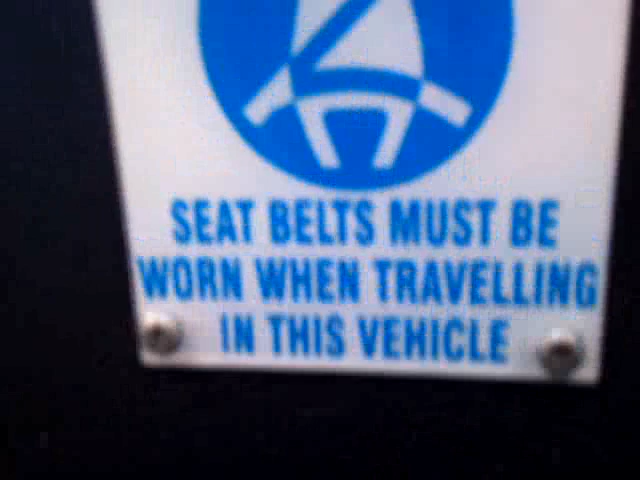 SEAT BELTS MUST BE
WORN WHEN TRAVELLING
IN THIS VEHICLE